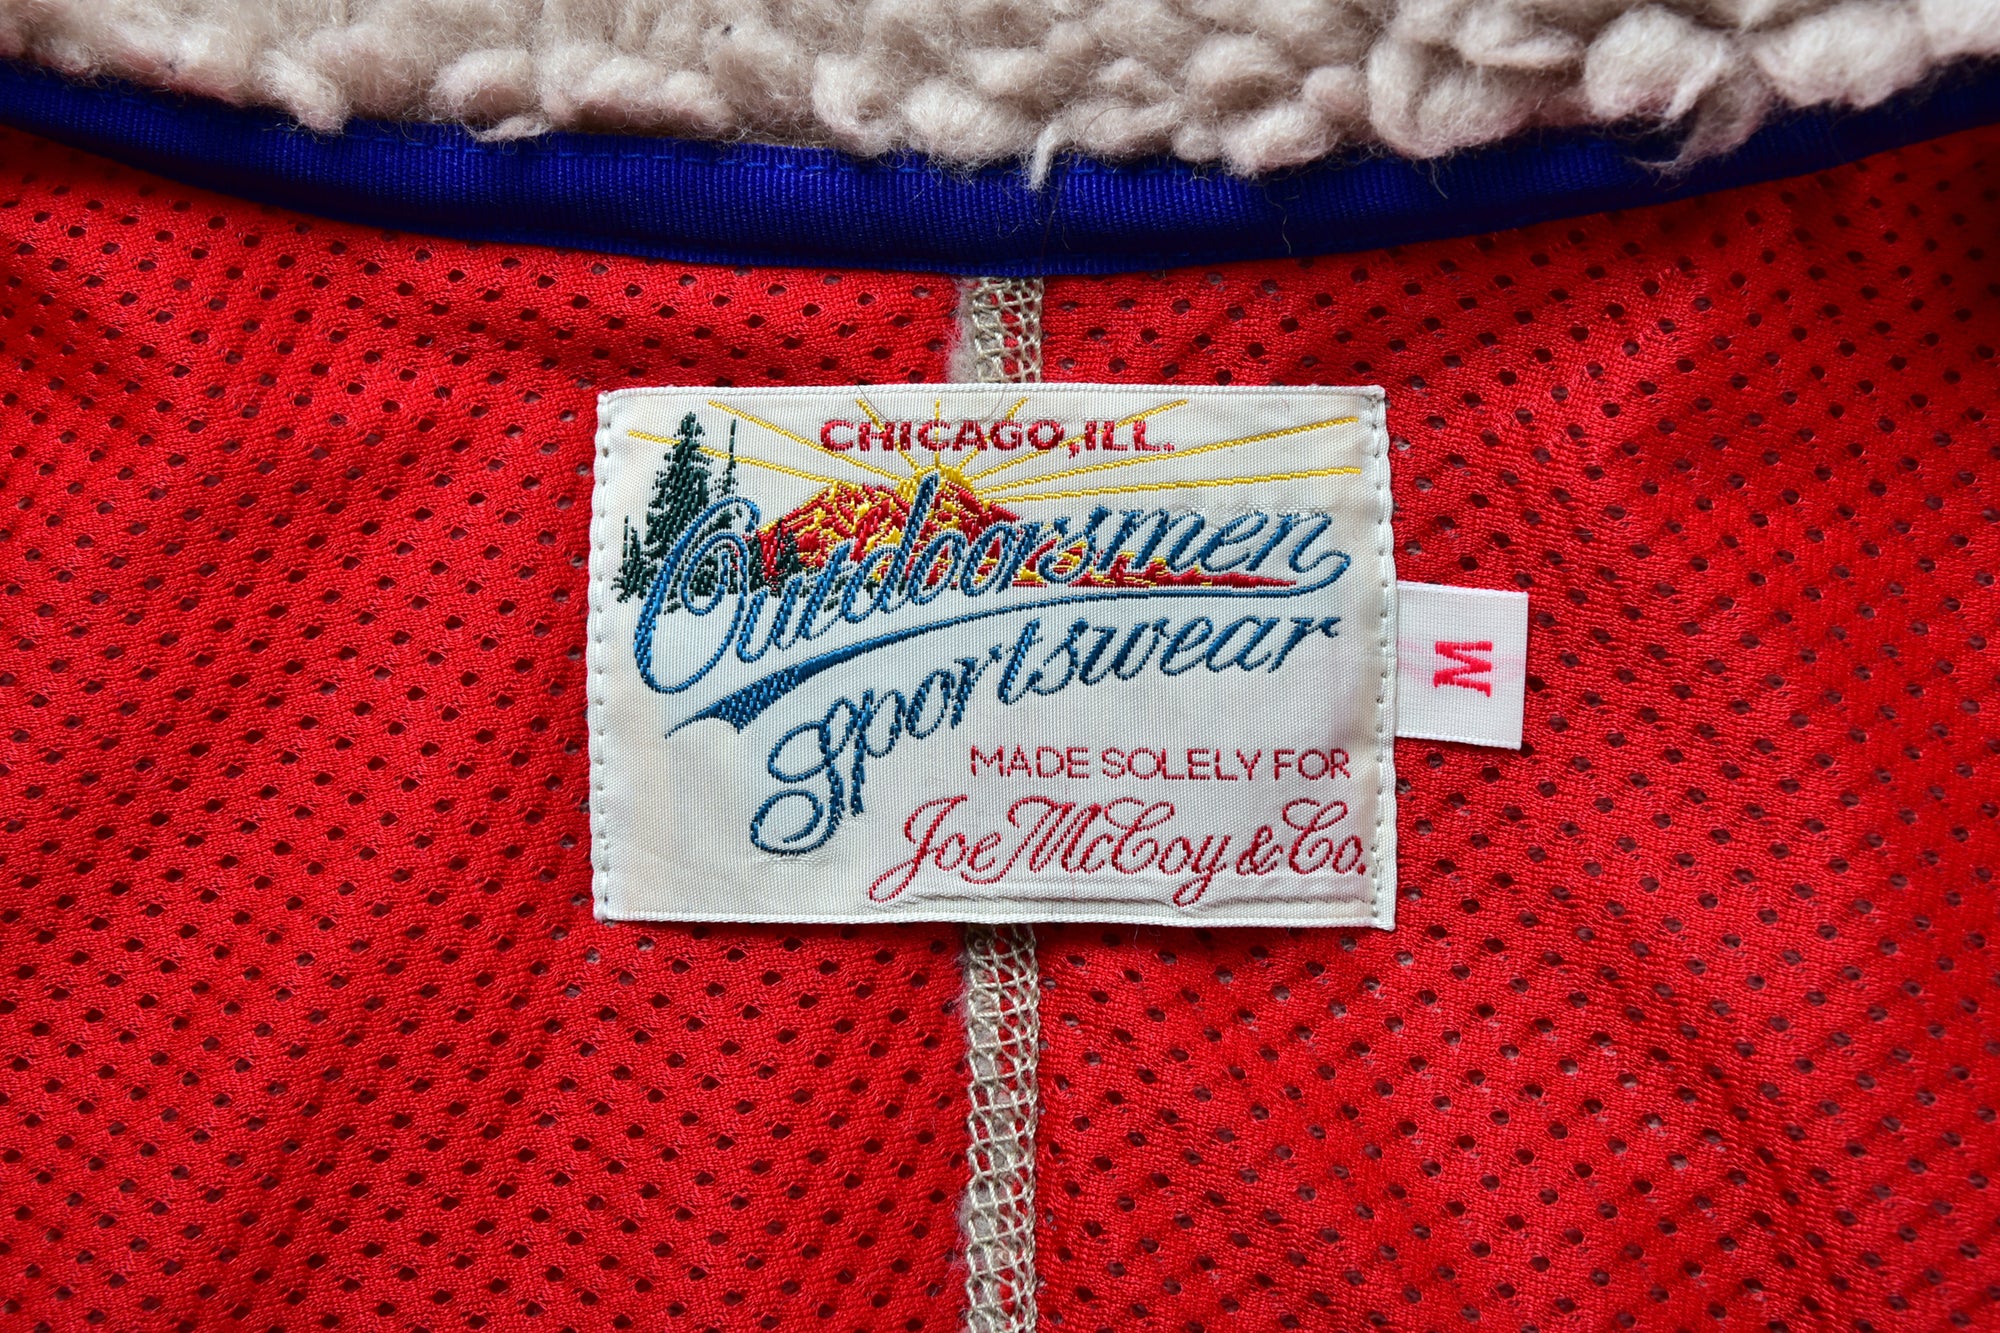 CHICAGO,ILL.
Outdoorsmen
Sportswear
MADE SOLELY FOR
Joe McCoy & Co.
M